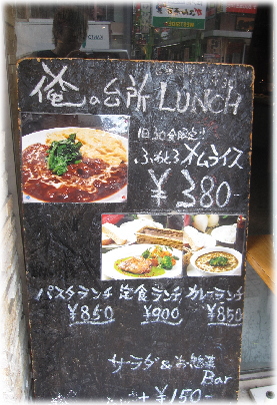 俺の台所 LUNCH
1日30食限定!!
ふわとろオムライス
¥380
パスタランチ 定食ランチ カレーランチ
¥850 ¥900 ¥850
サラダ&お惣菜
Bar
¥150-